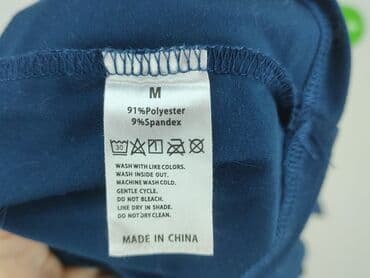 M
91%Polyester
9%Spandex
30
WASH WITH LIKE COLORS.
WASH INSIDE OUT.
MACHINE WASH COLD.
GENTLE CYCLE.
DO NOT BLEACH.
LINE DRY IN SHADE.
DO NOT DRY CLEAN.
MADE IN CHINA